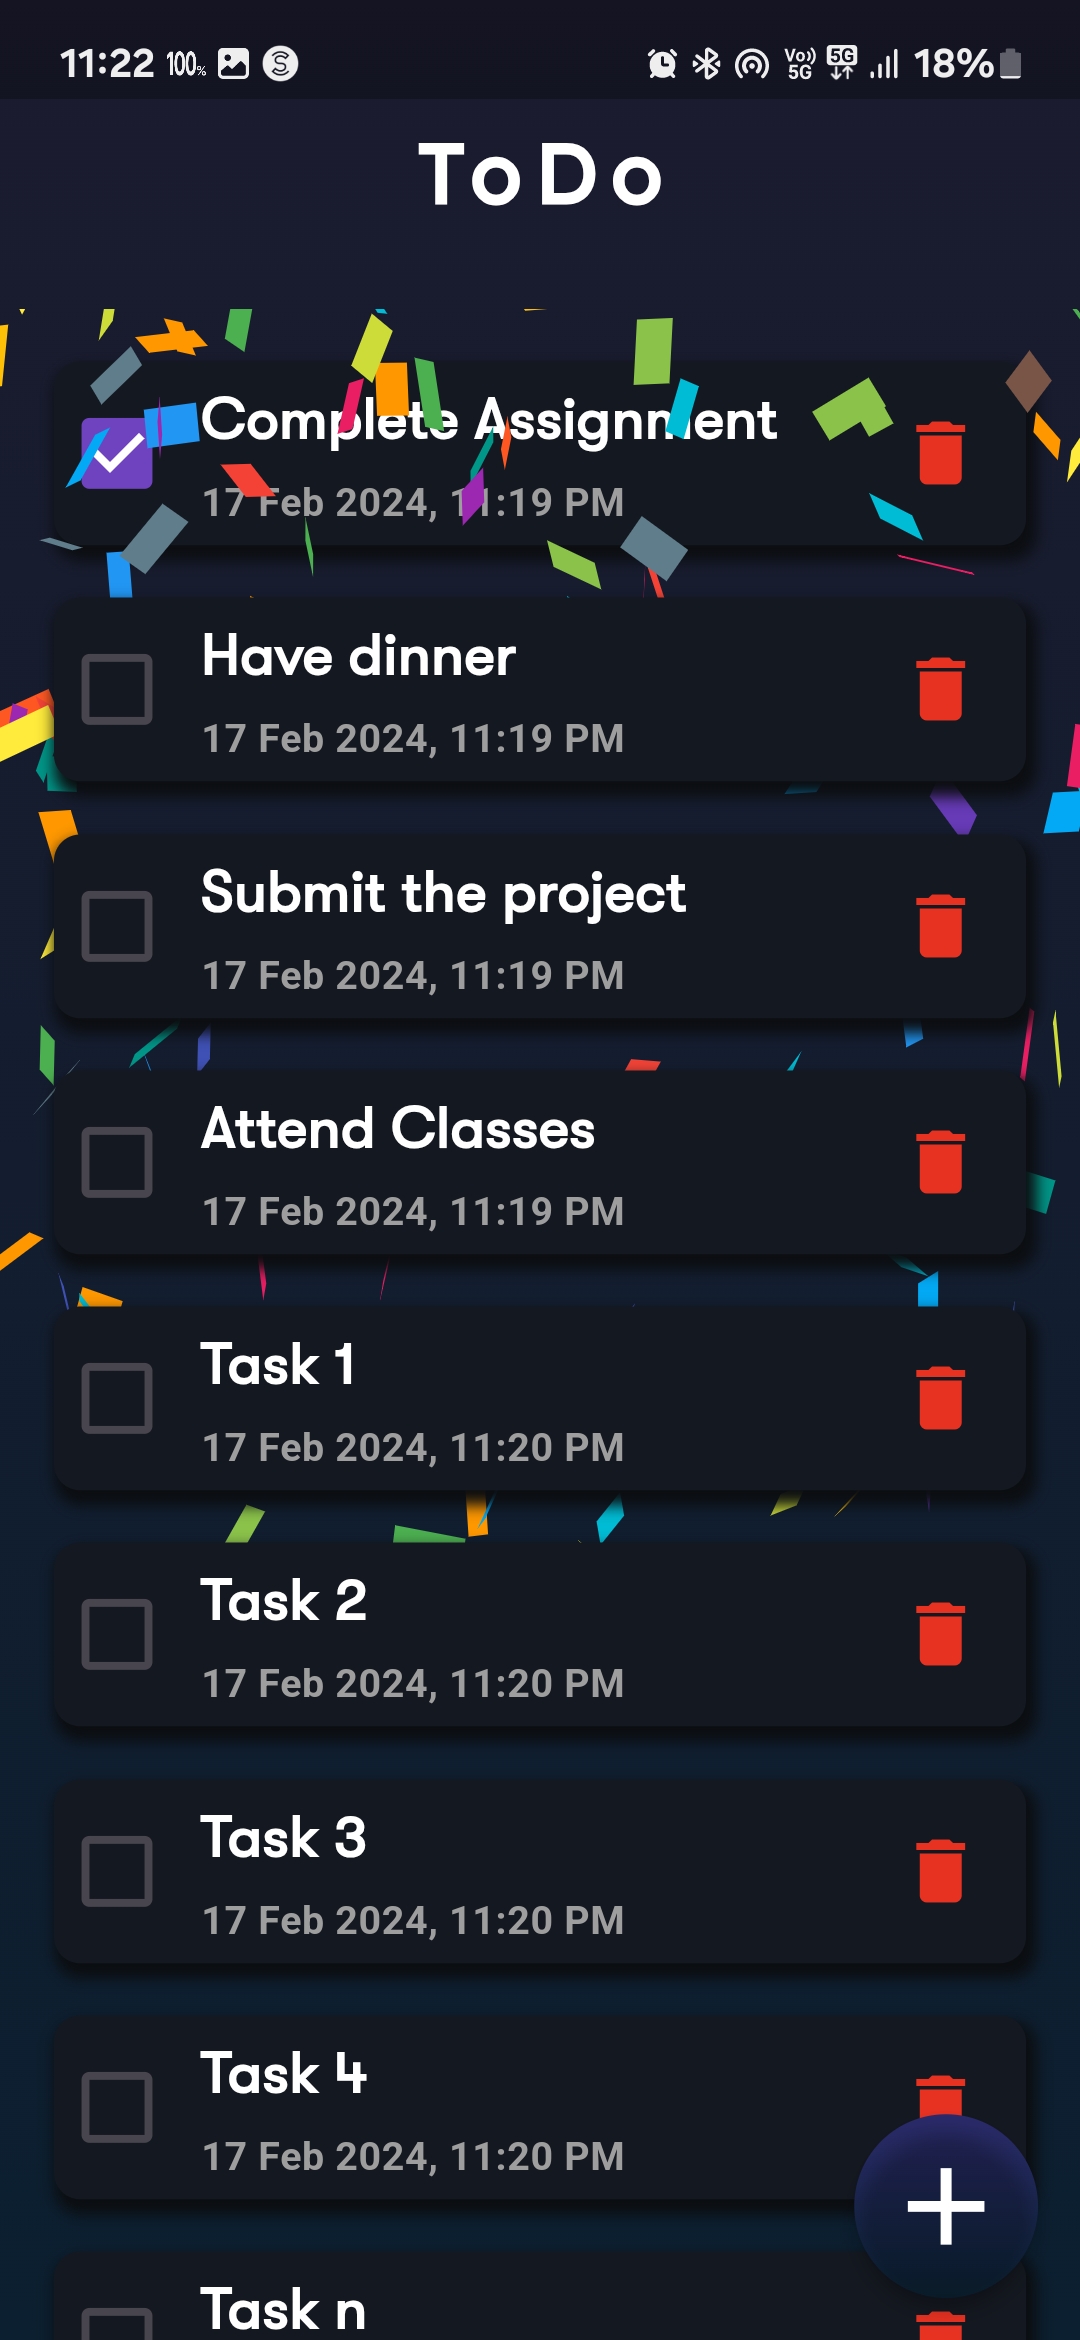 11:22 100% S Vo)) 5G 5G 18%
ToDo
Complete Assignment
17 Feb 2024, 11:19 PM
Have dinner
17 Feb 2024, 11:19 PM
Submit the project
17 Feb 2024, 11:19 PM
Attend Classes
17 Feb 2024, 11:19 PM
Task 1
17 Feb 2024, 11:20 PM
Task 2
17 Feb 2024, 11:20 PM
Task 3
17 Feb 2024, 11:20 PM
Task 4
17 Feb 2024, 11:20 PM
Task n